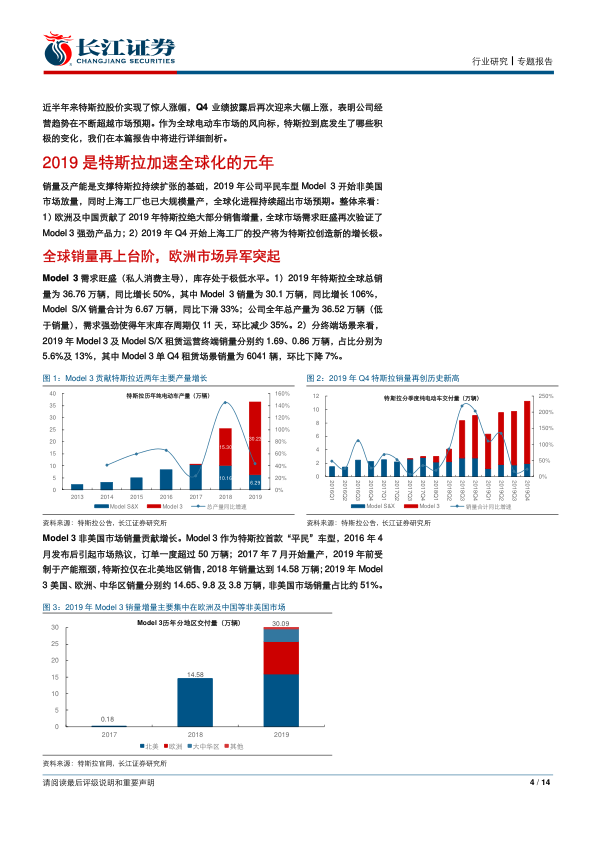 长江证券
CHANGJIANG SECURITIES
行业研究┃专题报告
近半年来特斯拉股价实现了惊人涨幅，Q4 业绩披露后再次迎来大幅上涨，表明公司经
营趋势在不断超越市场预期。作为全球电动车市场的风向标，特斯拉到底发生了哪些积
极的变化，我们在本篇报告中将进行详细剖析。
2019 是特斯拉加速全球化的元年
销量及产能是支撑特斯拉持续扩张的基础，2019 年公司平民车型 Model 3 开始非美国
市场放量，同时上海工厂也已大规模量产，全球化进程持续超出市场预期。整体来看：
1）欧洲及中国贡献了 2019 年特斯拉绝大部分销售增量，全球市场需求旺盛再次验证了
Model 3 强劲产品力；2）2019 年 Q4 开始上海工厂的投产将为特斯拉创造新的增长极。
全球销量再上台阶，欧洲市场异军突起
Model 3 需求旺盛（私人消费主导），库存处于极低水平。1）2019 年特斯拉全球总销
量为 36.76 万辆，同比增长 50%，其中 Model 3 销量为 30.1 万辆，同比增长 106%，
Model S/X 销量合计为 6.67 万辆，同比下滑 33%；公司全年总产量为 36.52 万辆（低
于销量），需求强劲使得年末库存周期仅 11 天，环比减少 35%。2）分终端场景来看，
2019 年 Model 3 及 Model S/X 租赁运营终端销量分别约 1.69、0.86 万辆，占比分别为
5.6%及 13%，其中 Model 3 单 Q4 租赁场景销量为 6041 辆，环比下降 7%。
图 1：Model 3 贡献特斯拉近两年主要产量增长
特斯拉历年纯电动车产量（万辆）
40
35
30
25
20
15
10
5
0
160%
140%
120%
100%
80%
60%
40%
20%
0%
15.30
10.16
30.23
6.29
2013 2014 2015 2016 2017 2018 2019
Model S&X Model 3 总产量同比增速
资料来源：特斯拉公告，长江证券研究所
图 2：2019 年 Q4 特斯拉销量再创历史新高
特斯拉分季度纯电动车交付量（万辆）
12
10
8
6
4
2
0
250%
200%
150%
100%
50%
0%
2016Q1 2016Q2 2016Q3 2016Q4 2017Q1 2017Q2 2017Q3 2017Q4 2018Q1 2018Q2 2018Q3 2018Q4 2019Q1 2019Q2 2019Q3 2019Q4
Model S&X Model 3 销量合计同比增速
资料来源：特斯拉公告，长江证券研究所
Model 3 非美国市场销量贡献增长。Model 3 作为特斯拉首款“平民”车型，2016 年 4
月发布后引起市场热议，订单一度超过 50 万辆；2017 年 7 月开始量产，2019 年前受
制于产能瓶颈，特斯拉仅在北美地区销售，2018 年销量达到 14.58 万辆；2019 年 Model
3 美国、欧洲、中华区销量分别约 14.65、9.8 及 3.8 万辆，非美国市场销量占比约 51%。
图 3：2019 年 Model 3 销量增量主要集中在欧洲及中国等非美国市场
Model 3历年分地区交付量（万辆）
30
25
20
15
10
5
0
0.18
14.58
30.09
2017 2018 2019
北美 欧洲 大中华区 其他
资料来源：特斯拉官网，长江证券研究所
请阅读最后评级说明和重要声明
4 / 14